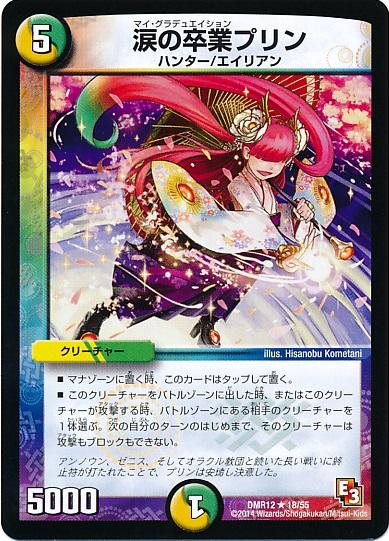 5
マイ・グラデュエイション
涙の卒業プリン
ハンター/エイリアン
クリーチャー
illus. Hisanobu Kometani
■ マナゾーンに置く時、このカードはタップして置く。
■ このクリーチャーをバトルゾーンに出した時、またはこのクリー
チャーが攻撃する時、バトルゾーンにある相手のクリーチャーを
1体選ぶ。次の自分のターンのはじめまで、そのクリーチャーは
攻撃もブロックもできない。
アンノウン、ゼニス、そしてオラクル教団と続いた長い戦いに終
止符が打たれたことで、プリンは安堵し決意した。
5000
1
E3
DMR12 ★ 18/55
©2014 Wizards/Shogakukan/Mitsui-Kids